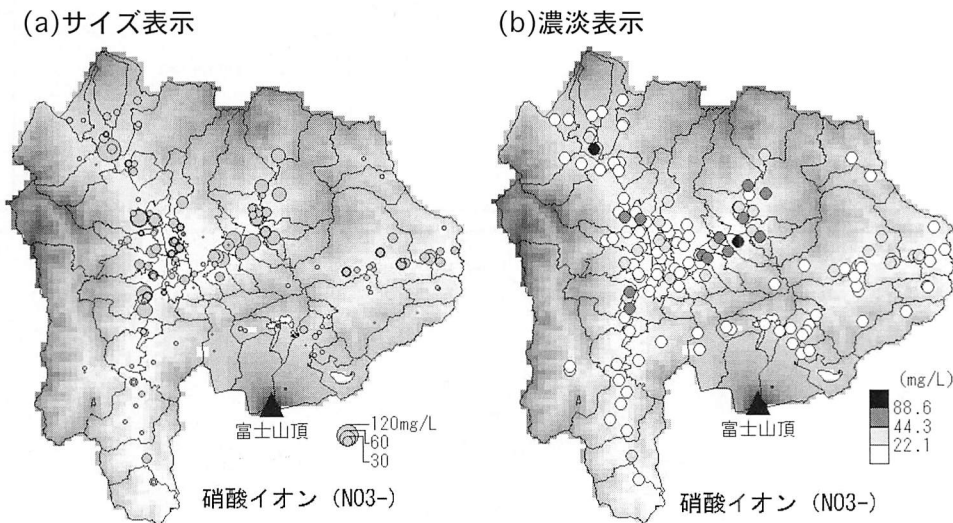 (a)サイズ表示
富士山頂
120mg/L
60
30
硝酸イオン (NO3-)
(b)濃淡表示
富士山頂
(mg/L)
88.6
44.3
22.1
硝酸イオン (NO3-)